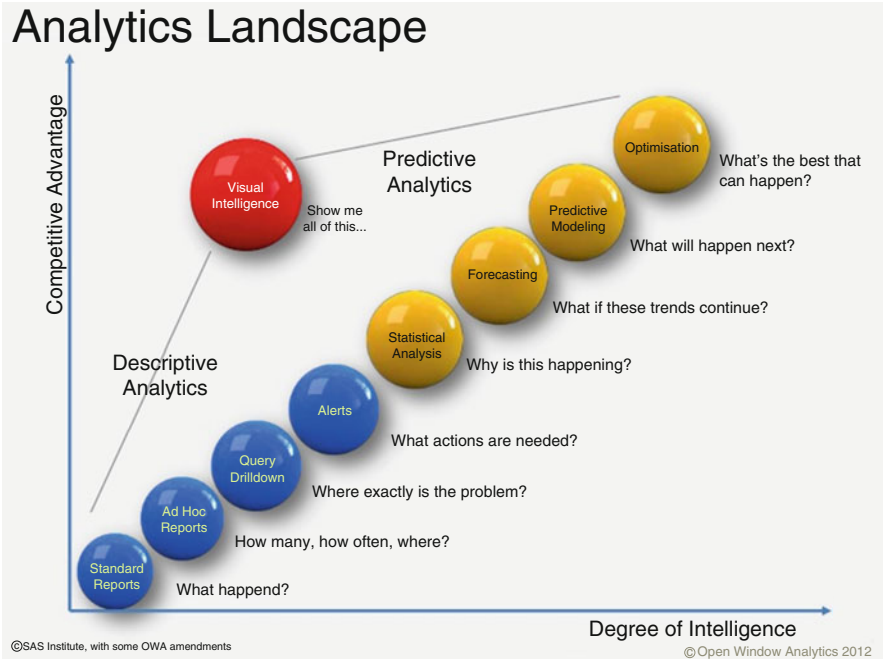 Analytics Landscape
Competitive Advantage
Visual
Intelligence
Show me
all of this...
Predictive
Analytics
Optimisation
What's the best that
can happen?
Predictive
Modeling
What will happen next?
Forecasting
What if these trends continue?
Statistical
Analysis
Why is this happening?
Descriptive
Analytics
Alerts
What actions are needed?
Query
Drilldown
Where exactly is the problem?
Ad Hoc
Reports
How many, how often, where?
Standard
Reports
What happend?
Degree of Intelligence
©SAS Institute, with some OWA amendments
©Open Window Analytics 2012